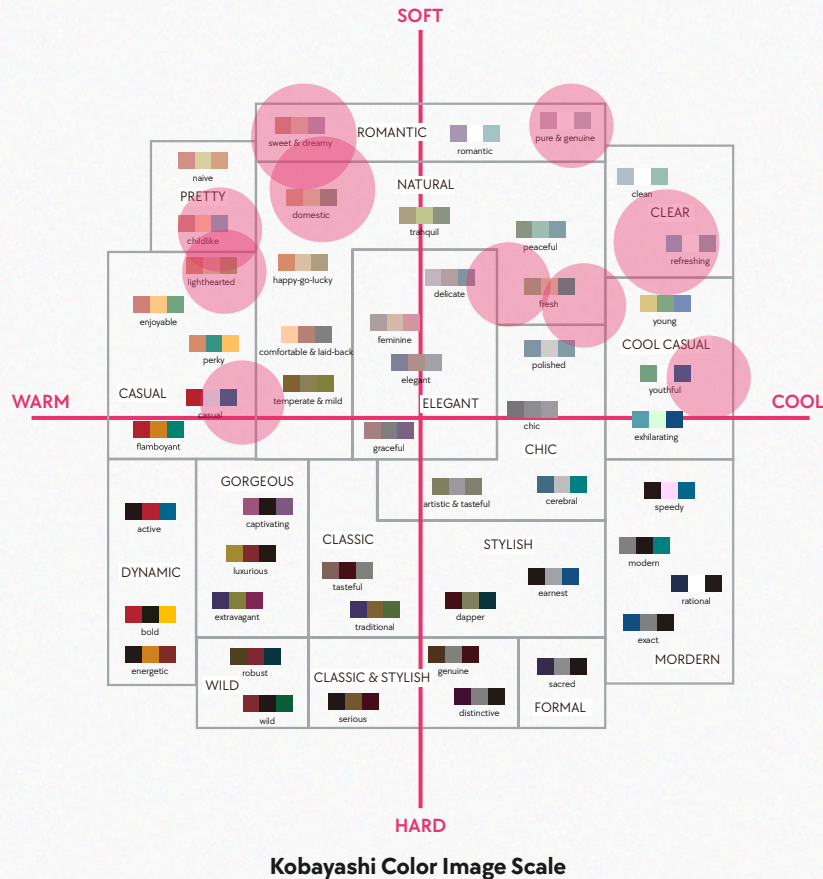 SOFT
sweet & dreamy
ROMANTIC
romantic
pure & genuine
naive
PRETTY
childlike
domestic
NATURAL
tranquil
peaceful
clean
CLEAR
refreshing
lighthearted
happy-go-lucky
delicate
fresh
enjoyable
feminine
young
perky
comfortable & laid-back
elegant
polished
COOL CASUAL
youthful
CASUAL
casual
temperate & mild
ELEGANT
WARM
COOL
chic
exhilarating
flamboyant
graceful
CHIC
GORGEOUS
captivating
artistic & tasteful
cerebral
speedy
active
CLASSIC
STYLISH
luxurious
modern
DYNAMIC
tasteful
earnest
rational
extravagant
traditional
dapper
bold
exact
energetic
robust
genuine
MORDERN
WILD
CLASSIC & STYLISH
sacred
wild
serious
distinctive
FORMAL
HARD
Kobayashi Color Image Scale